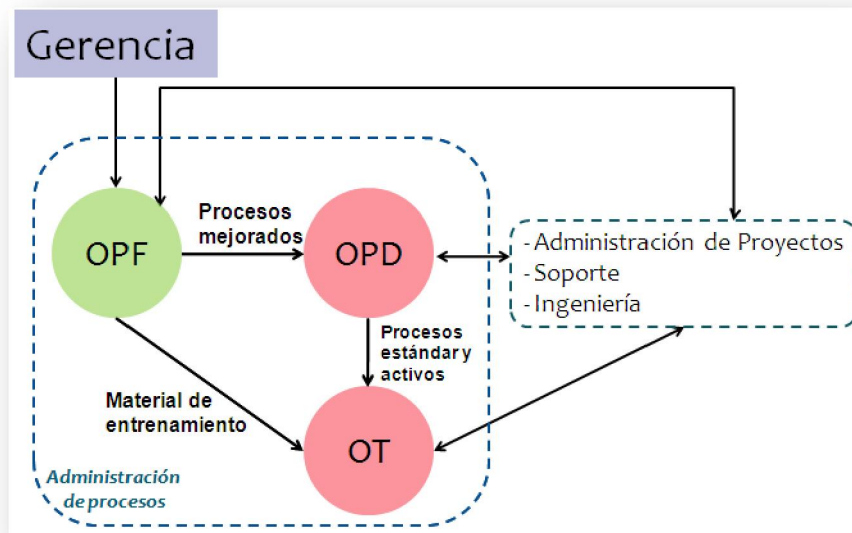 Gerencia
OPF
Procesos
mejorados
OPD
- Administración de Proyectos
- Soporte
- Ingeniería
Procesos
estándar y
activos
Material de
entrenamiento
OT
Administración
de procesos